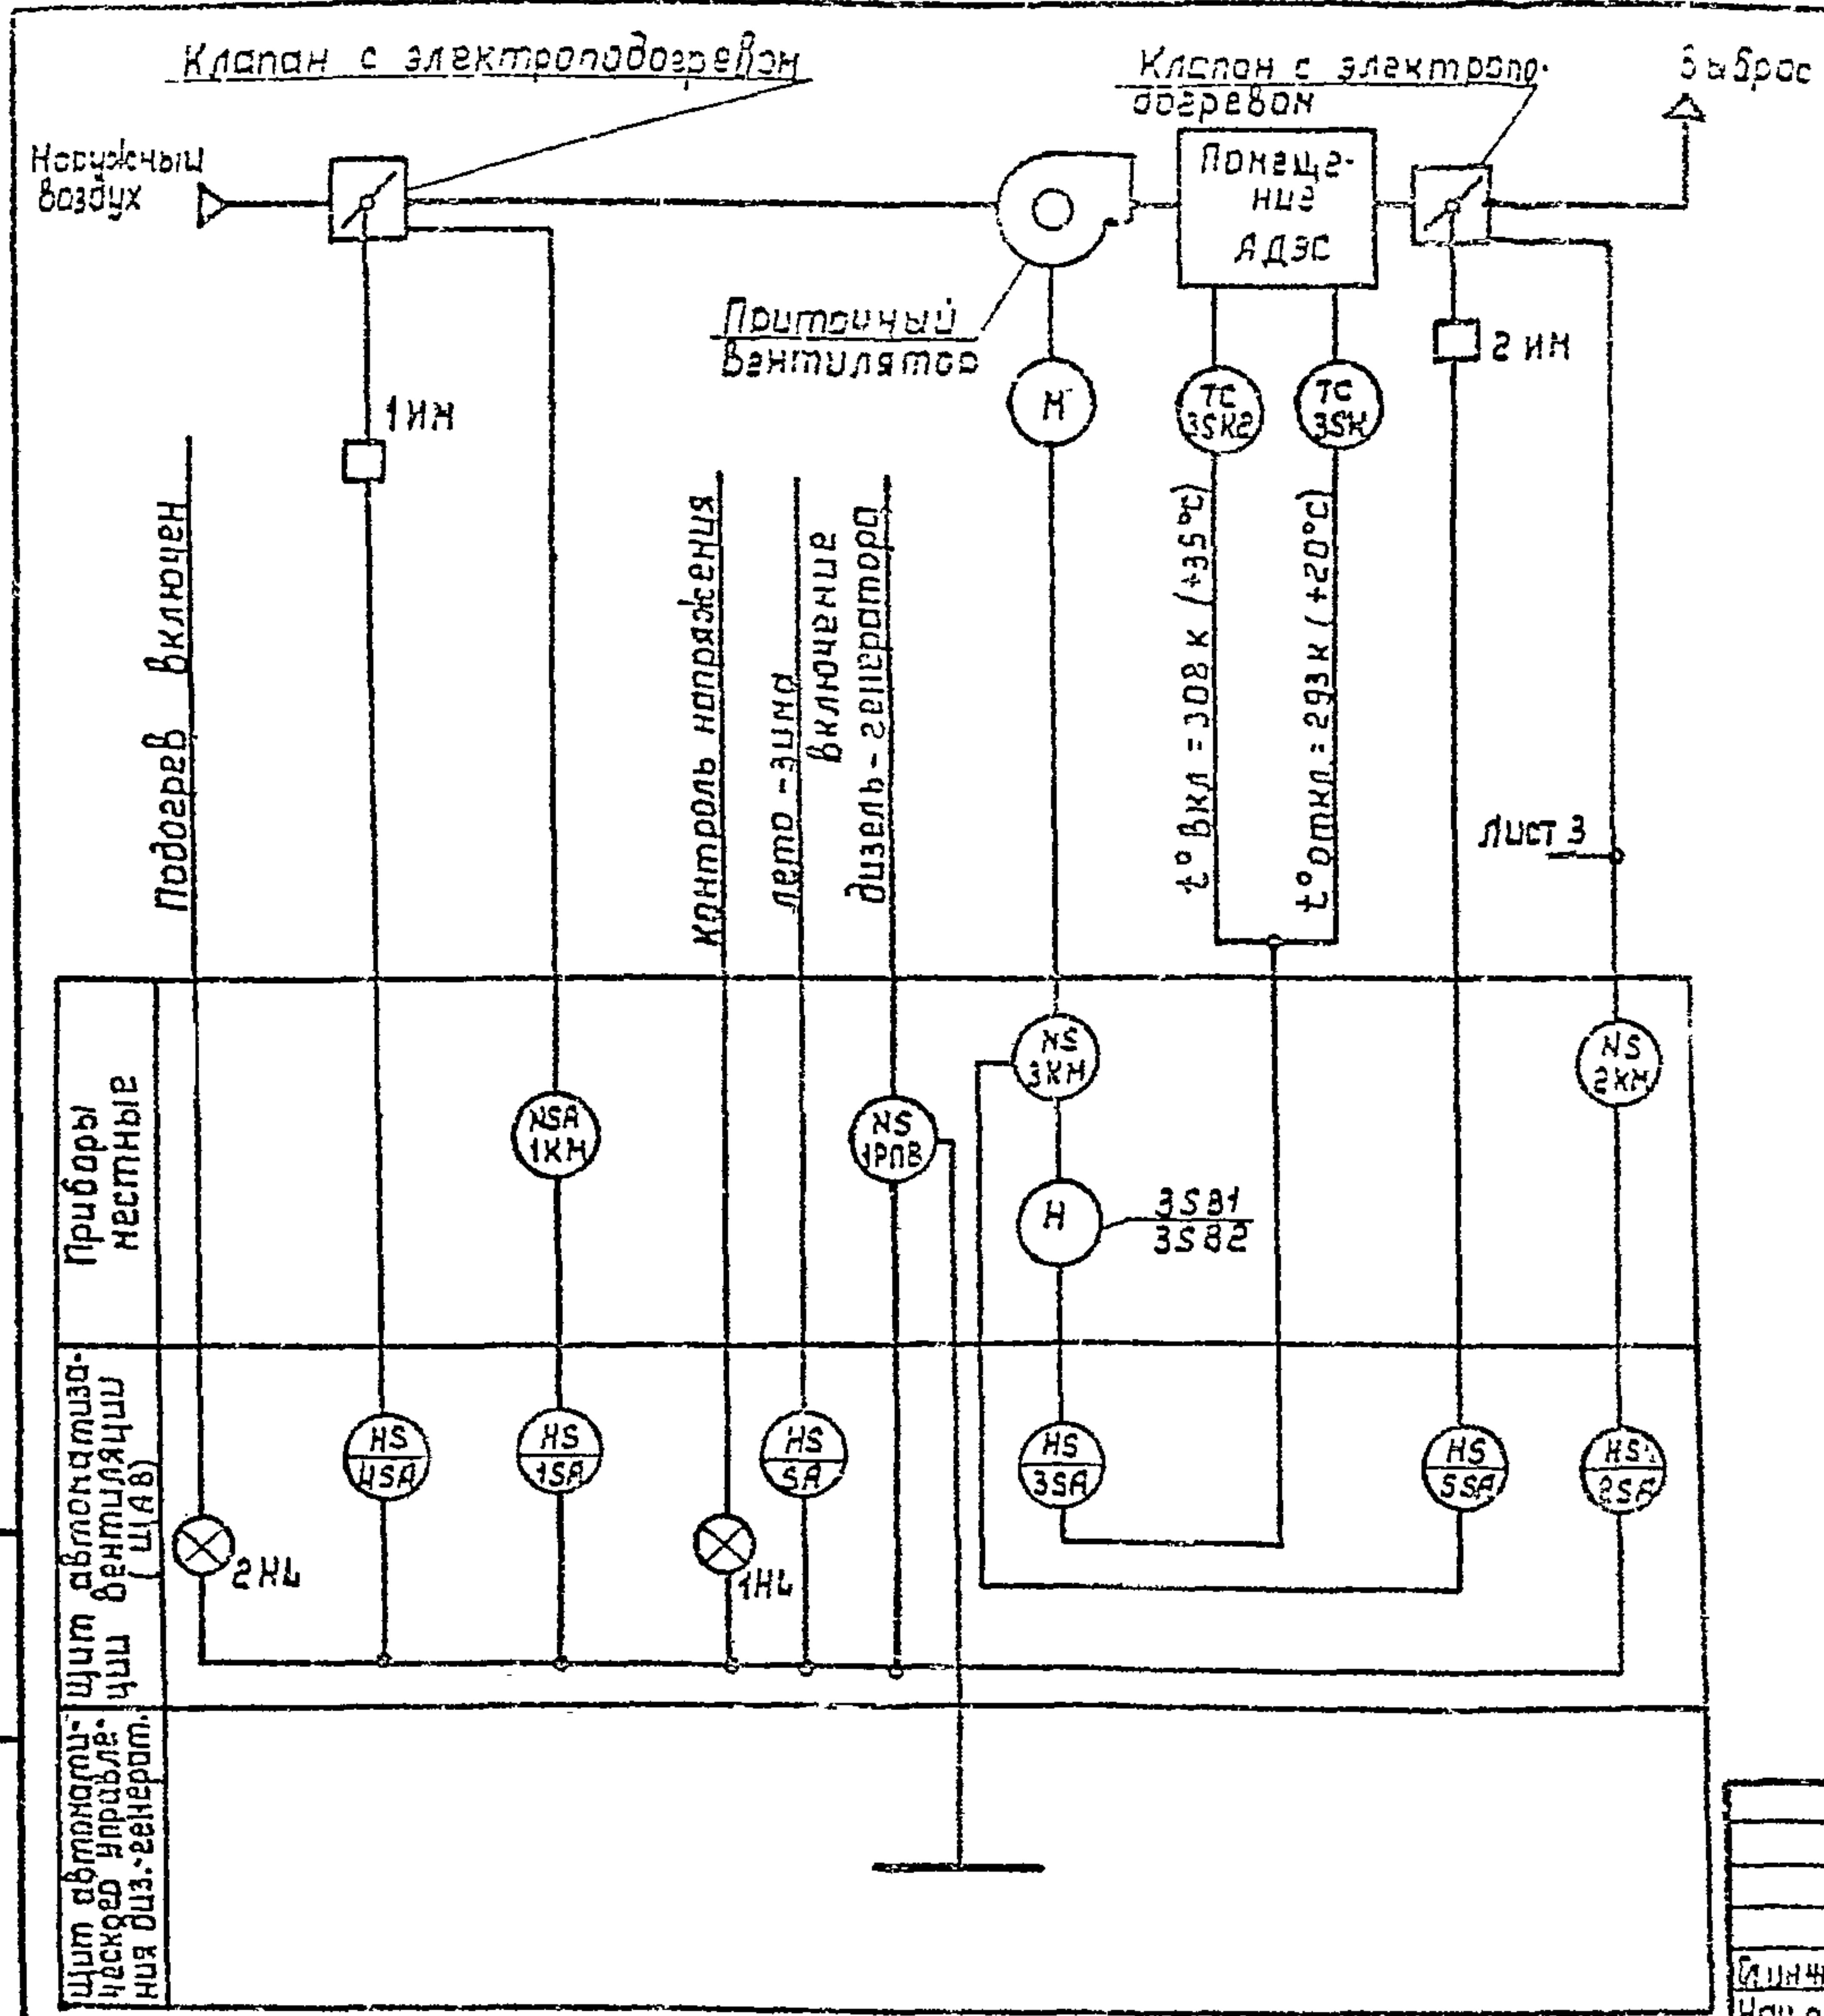 Клапан с электроподогревом
Клапан с электропо-
догревом
Выброс
Наружный
воздух
Помеще-
ние
АДЭС
Приточный
вентилятор
1ИМ
2ИМ
М
ТС
3SK2
ТС
3SK
Подогрев включен
Контроль напряжения
лето-зима
включение
дизель-генератора
t° вкл = 308 к (+35°с)
t° откл = 293 к (+20°с)
Лист 3
Приборы
местные
NSA
1КМ
NS
1РПВ
NS
3КМ
Н
3SB1
3SB2
NS
2КМ
Щит автоматиза-
ции вентиляции
(ЩАВ)
2HL
HS
4SA
HS
1SA
1HL
HS
SA
HS
3SA
HS
5SA
HS
2SA
Щит автомати-
ческого управле-
ния диз.-генерат.